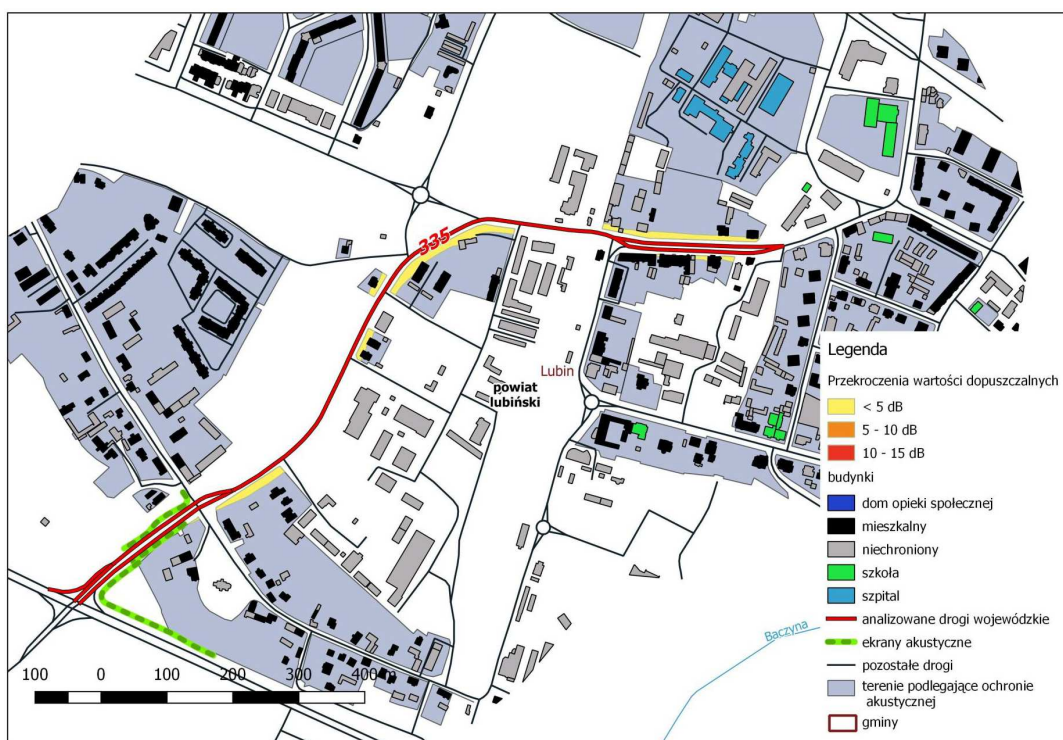 335
Lubin
powiat
lubiński
Baczyna
100 0 100 200 300 400 m
Legenda
Przekroczenia wartości dopuszczalnych
< 5 dB
5 - 10 dB
10 - 15 dB
budynki
dom opieki społecznej
mieszkalny
niechroniony
szkoła
szpital
analizowane drogi wojewódzkie
ekrany akustyczne
pozostałe drogi
terenie podlegające ochronie
akustycznej
gminy